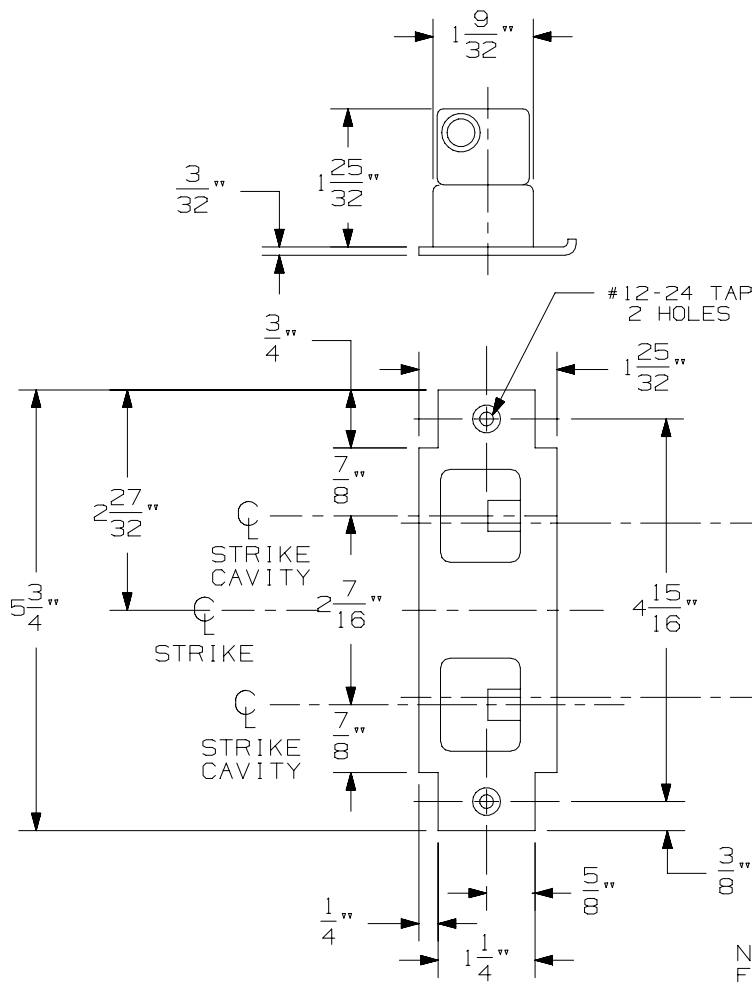 1 9/32"
1 25/32"
3/32"
#12-24 TAP
2 HOLES
3/4"
1 25/32"
7/8"
2 27/32"
℄
STRIKE
CAVITY
5 3/4"
℄
STRIKE
2 7/16"
4 15/16"
℄
STRIKE
CAVITY
7/8"
3/8"
5/8"
1/4"
1 1/4"
N
F